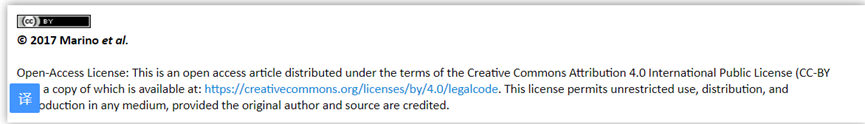 (cc) BY
© 2017 Marino et al.
Open-Access License: This is an open access article distributed under the terms of the Creative Commons Attribution 4.0 International Public License (CC-BY
a copy of which is available at: https://creativecommons.org/licenses/by/4.0/legalcode. This license permits unrestricted use, distribution, and
译
oduction in any medium, provided the original author and source are credited.